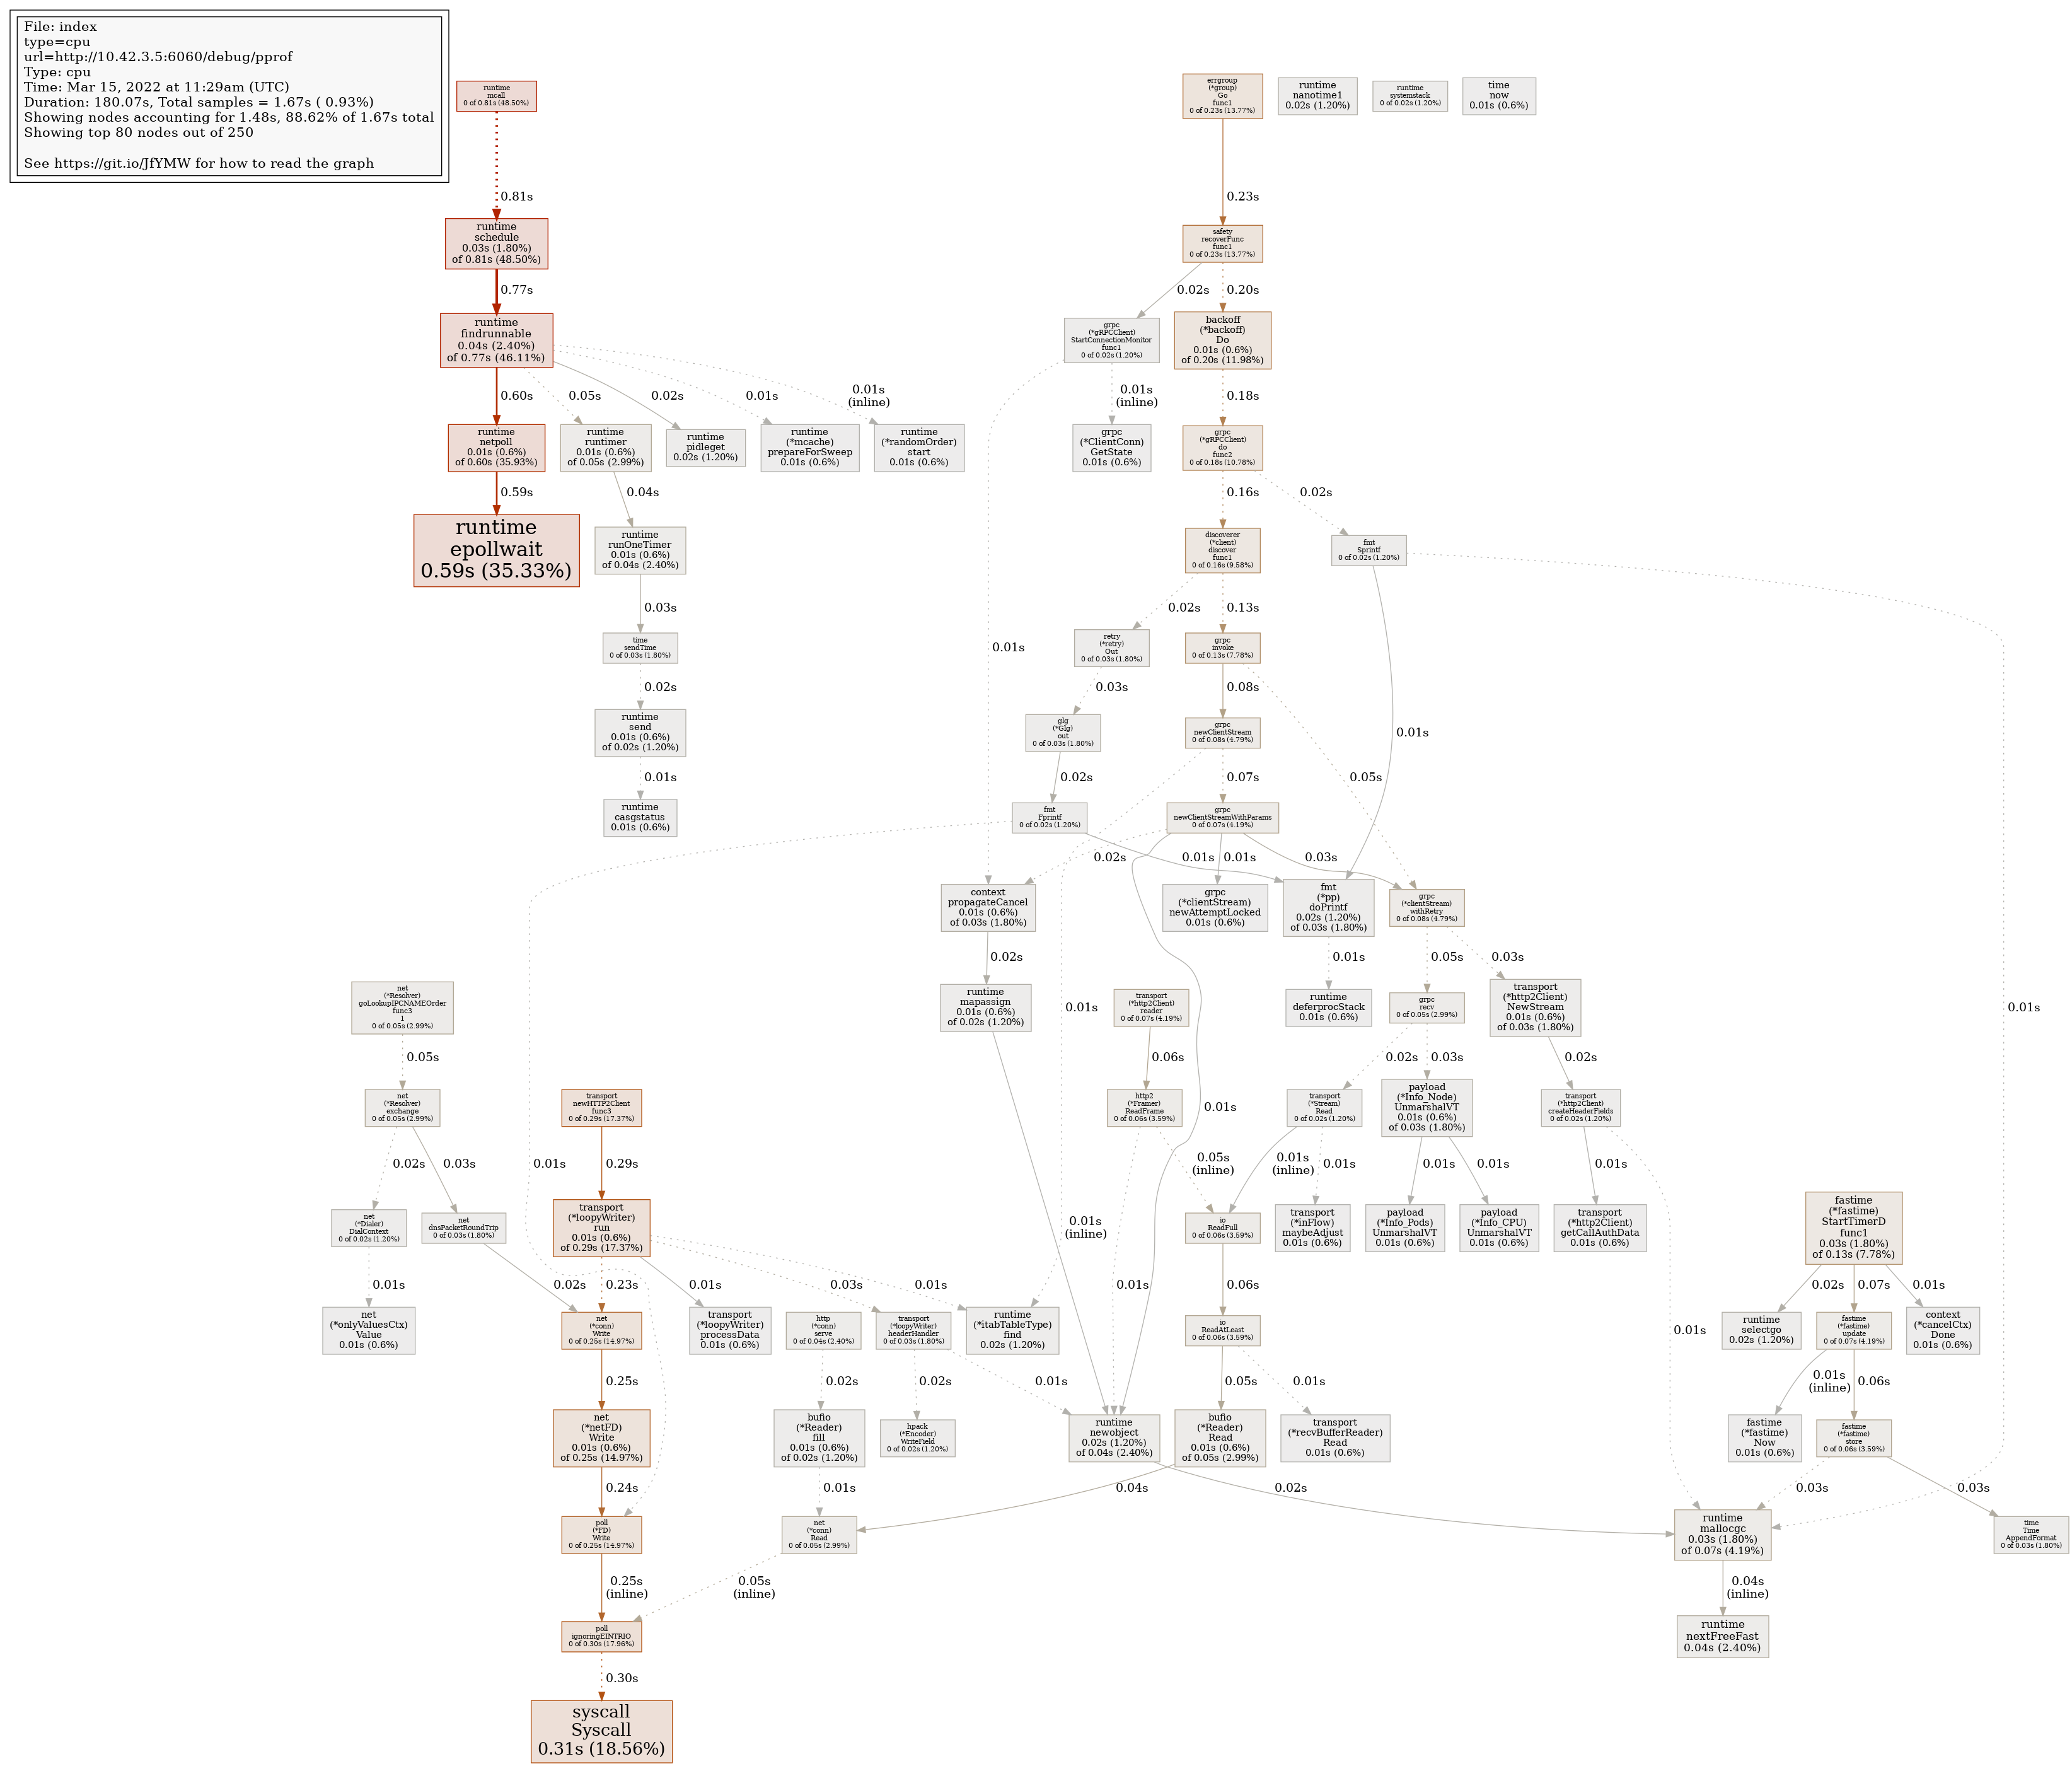 File: index
type=cpu
url=http://10.42.3.5:6060/debug/pprof
Type: cpu
Time: Mar 15, 2022 at 11:29am (UTC)
Duration: 180.07s, Total samples = 1.67s ( 0.93%)
Showing nodes accounting for 1.48s, 88.62% of 1.67s total
Showing top 80 nodes out of 250
See https://git.io/JfYMW for how to read the graph
runtime
mcall
0 of 0.81s (48.50%)
errgroup
(*group)
Go
func1
0 of 0.23s (13.77%)
runtime
nanotime1
0.02s (1.20%)
runtime
systemstack
0 of 0.02s (1.20%)
time
now
0.01s (0.6%)
0.81s
0.23s
runtime
schedule
0.03s (1.80%)
of 0.81s (48.50%)
safety
recoverFunc
func1
0 of 0.23s (13.77%)
0.77s
0.02s
0.20s
runtime
findrunnable
0.04s (2.40%)
of 0.77s (46.11%)
grpc
(*gRPCClient)
StartConnectionMonitor
func1
0 of 0.02s (1.20%)
backoff
(*backoff)
Do
0.01s (0.6%)
of 0.20s (11.98%)
0.60s
0.05s
0.02s
0.01s
0.01s
(inline)
0.01s
(inline)
0.18s
runtime
netpoll
0.01s (0.6%)
of 0.60s (35.93%)
runtime
runtimer
0.01s (0.6%)
of 0.05s (2.99%)
runtime
pidleget
0.02s (1.20%)
runtime
(*mcache)
prepareForSweep
0.01s (0.6%)
runtime
(*randomOrder)
start
0.01s (0.6%)
grpc
(*ClientConn)
GetState
0.01s (0.6%)
grpc
(*gRPCClient)
do
func2
0 of 0.18s (10.78%)
0.59s
0.04s
0.16s
0.02s
runtime
epollwait
0.59s (35.33%)
runtime
runOneTimer
0.01s (0.6%)
of 0.04s (2.40%)
discoverer
(*client)
discover
func1
0 of 0.16s (9.58%)
fmt
Sprintf
0 of 0.02s (1.20%)
0.03s
0.02s
0.13s
time
sendTime
0 of 0.03s (1.80%)
0.01s
retry
(*retry)
Out
0 of 0.03s (1.80%)
grpc
invoke
0 of 0.13s (7.78%)
0.02s
0.03s
0.08s
runtime
send
0.01s (0.6%)
of 0.02s (1.20%)
glg
(*Glg)
out
0 of 0.03s (1.80%)
grpc
newClientStream
0 of 0.08s (4.79%)
0.01s
0.01s
0.02s
0.07s
0.05s
runtime
casgstatus
0.01s (0.6%)
fmt
Fprintf
0 of 0.02s (1.20%)
grpc
newClientStreamWithParams
0 of 0.07s (4.19%)
0.02s
0.01s
0.01s
0.03s
context
propagateCancel
0.01s (0.6%)
of 0.03s (1.80%)
grpc
(*clientStream)
newAttemptLocked
0.01s (0.6%)
fmt
(*pp)
doPrintf
0.02s (1.20%)
of 0.03s (1.80%)
grpc
(*clientStream)
withRetry
0 of 0.08s (4.79%)
0.02s
0.01s
0.05s
0.03s
net
(*Resolver)
goLookupIPCNAMEOrder
func3
1
0 of 0.05s (2.99%)
runtime
mapassign
0.01s (0.6%)
of 0.02s (1.20%)
0.01s
transport
(*http2Client)
reader
0 of 0.07s (4.19%)
runtime
deferprocStack
0.01s (0.6%)
grpc
recv
0 of 0.05s (2.99%)
transport
(*http2Client)
NewStream
0.01s (0.6%)
of 0.03s (1.80%)
0.01s
0.05s
0.06s
0.02s
0.03s
0.02s
net
(*Resolver)
exchange
0 of 0.05s (2.99%)
transport
newHTTP2Client
func3
0 of 0.29s (17.37%)
http2
(*Framer)
ReadFrame
0 of 0.06s (3.59%)
0.01s
transport
(*Stream)
Read
0 of 0.02s (1.20%)
payload
(*Info_Node)
UnmarshalVT
0.01s (0.6%)
of 0.03s (1.80%)
transport
(*http2Client)
createHeaderFields
0 of 0.02s (1.20%)
0.02s
0.03s
0.01s
0.29s
0.05s
(inline)
0.01s
(inline)
0.01s
0.01s
0.01s
0.01s
net
(*Dialer)
DialContext
0 of 0.02s (1.20%)
net
dnsPacketRoundTrip
0 of 0.03s (1.80%)
transport
(*loopyWriter)
run
0.01s (0.6%)
of 0.29s (17.37%)
0.01s
(inline)
io
ReadFull
0 of 0.06s (3.59%)
transport
(*inFlow)
maybeAdjust
0.01s (0.6%)
payload
(*Info_Pods)
UnmarshalVT
0.01s (0.6%)
payload
(*Info_CPU)
UnmarshalVT
0.01s (0.6%)
transport
(*http2Client)
getCallAuthData
0.01s (0.6%)
fastime
(*fastime)
StartTimerD
func1
0.03s (1.80%)
of 0.13s (7.78%)
0.01s
0.02s
0.23s
0.01s
0.03s
0.01s
0.01s
0.06s
0.02s
0.07s
0.01s
net
(*onlyValuesCtx)
Value
0.01s (0.6%)
net
(*conn)
Write
0 of 0.25s (14.97%)
transport
(*loopyWriter)
processData
0.01s (0.6%)
http
(*conn)
serve
0 of 0.04s (2.40%)
transport
(*loopyWriter)
headerHandler
0 of 0.03s (1.80%)
runtime
(*itabTableType)
find
0.02s (1.20%)
io
ReadAtLeast
0 of 0.06s (3.59%)
0.01s
runtime
selectgo
0.02s (1.20%)
fastime
(*fastime)
update
0 of 0.07s (4.19%)
context
(*cancelCtx)
Done
0.01s (0.6%)
0.25s
0.02s
0.02s
0.01s
0.05s
0.01s
0.01s
(inline)
0.06s
net
(*netFD)
Write
0.01s (0.6%)
of 0.25s (14.97%)
bufio
(*Reader)
fill
0.01s (0.6%)
of 0.02s (1.20%)
hpack
(*Encoder)
WriteField
0 of 0.02s (1.20%)
runtime
newobject
0.02s (1.20%)
of 0.04s (2.40%)
bufio
(*Reader)
Read
0.01s (0.6%)
of 0.05s (2.99%)
transport
(*recvBufferReader)
Read
0.01s (0.6%)
fastime
(*fastime)
Now
0.01s (0.6%)
fastime
(*fastime)
store
0 of 0.06s (3.59%)
0.24s
0.01s
0.04s
0.02s
0.03s
0.03s
poll
(*FD)
Write
0 of 0.25s (14.97%)
net
(*conn)
Read
0 of 0.05s (2.99%)
runtime
mallocgc
0.03s (1.80%)
of 0.07s (4.19%)
time
Time
AppendFormat
0 of 0.03s (1.80%)
0.25s
(inline)
0.05s
(inline)
0.04s
(inline)
poll
ignoringEINTRIO
0 of 0.30s (17.96%)
runtime
nextFreeFast
0.04s (2.40%)
0.30s
syscall
Syscall
0.31s (18.56%)